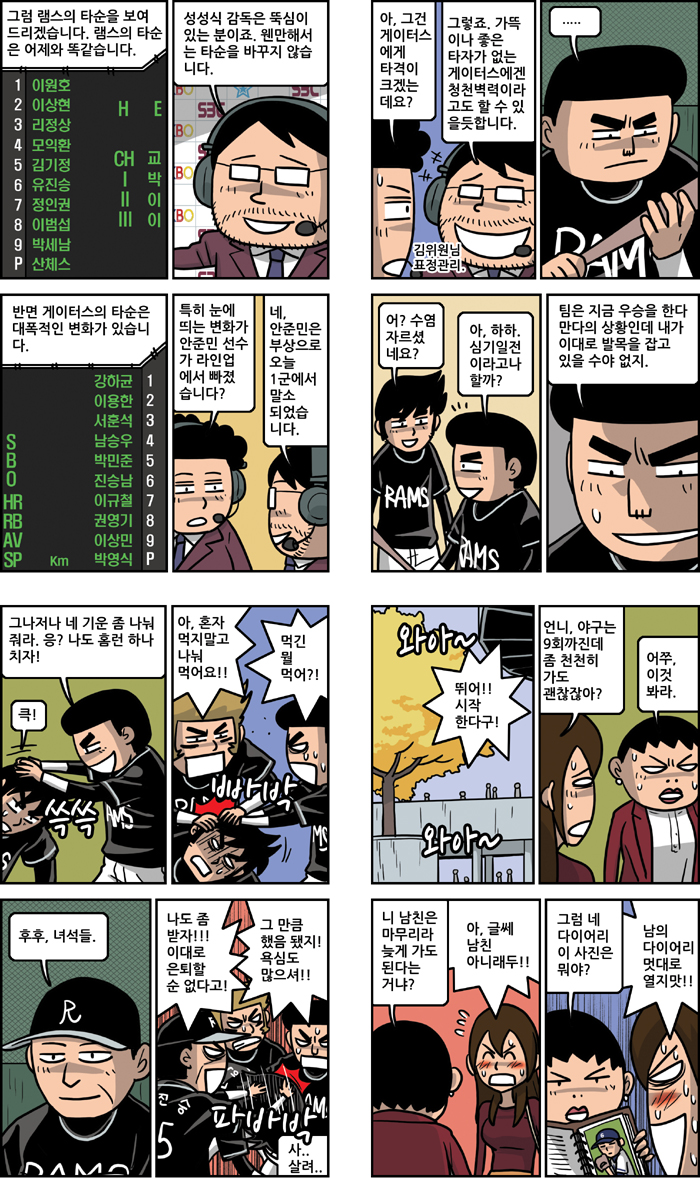 그럼 램스의 타순을 보여
드리겠습니다. 램스의 타순
은 어제와 똑같습니다.
1 이원호
2 이상현 H E
3 리정상
4 모익환 CH 교
5 김기정 I 박
6 유진승 II 이
7 정인권 III 이
8 이범섭
9 박세남
P 산체스
성성식 감독은 뚝심이
있는 분이죠. 웬만해서
는 타순을 바꾸지 않습
니다.
SBC
KBO
반면 게이터스의 타순은
대폭적인 변화가 있습니
다.
강하균 1
이용한 2
서훈석 3
S 남승우 4
B 박민준 5
O 진승남 6
HR 이규철 7
RB 권영기 8
AV 이상민 9
SP Km 박영식 P
특히 눈에
띄는 변화가
안준민 선수
가 라인업
에서 빠졌
습니다?
네,
안준민은
부상으로
오늘
1군에서
말소
되었습
니다.
아, 그건
게이터스
에게
타격이
크겠는
데요?
그렇죠. 가뜩
이나 좋은
타자가 없는
게이터스에겐
청천벽력이라
고도 할 수 있
을듯합니다.
김위원님
표정관리.
.....
RAMS
어? 수염
자르셨
네요?
아, 하하.
심기일전
이라고나
할까?
RAMS
RAMS
팀은 지금 우승을 한다
만다의 상황인데 내가
이대로 발목을 잡고
있을 수야 없지.
그나저나 네 기운 좀 나눠
줘라. 응? 나도 홈런 하나
치자!
큭!
쓱쓱
RAMS
아, 혼자
먹지말고
나눠
먹어요!!
먹긴
뭘
먹어?!
빠바박
후후, 녀석들.
R
RAMS
나도 좀
받자!!!
이대로
은퇴할
순 없다고!
그 만큼
했음 됐지!
욕심도
많으셔!!
파바박
5
사..
살려..
와아~
뛰어!!
시작
한다구!
와아~
언니, 야구는
9회까진데
좀 천천히
가도
괜찮잖아?
어쭈,
이것
봐라.
니 남친은
마무리라
늦게 가도
된다는
거냐?
아, 글쎄
남친
아니래두!!
그럼 네
다이어리
이 사진은
뭐야?
남의
다이어리
멋대로
열지맛!!